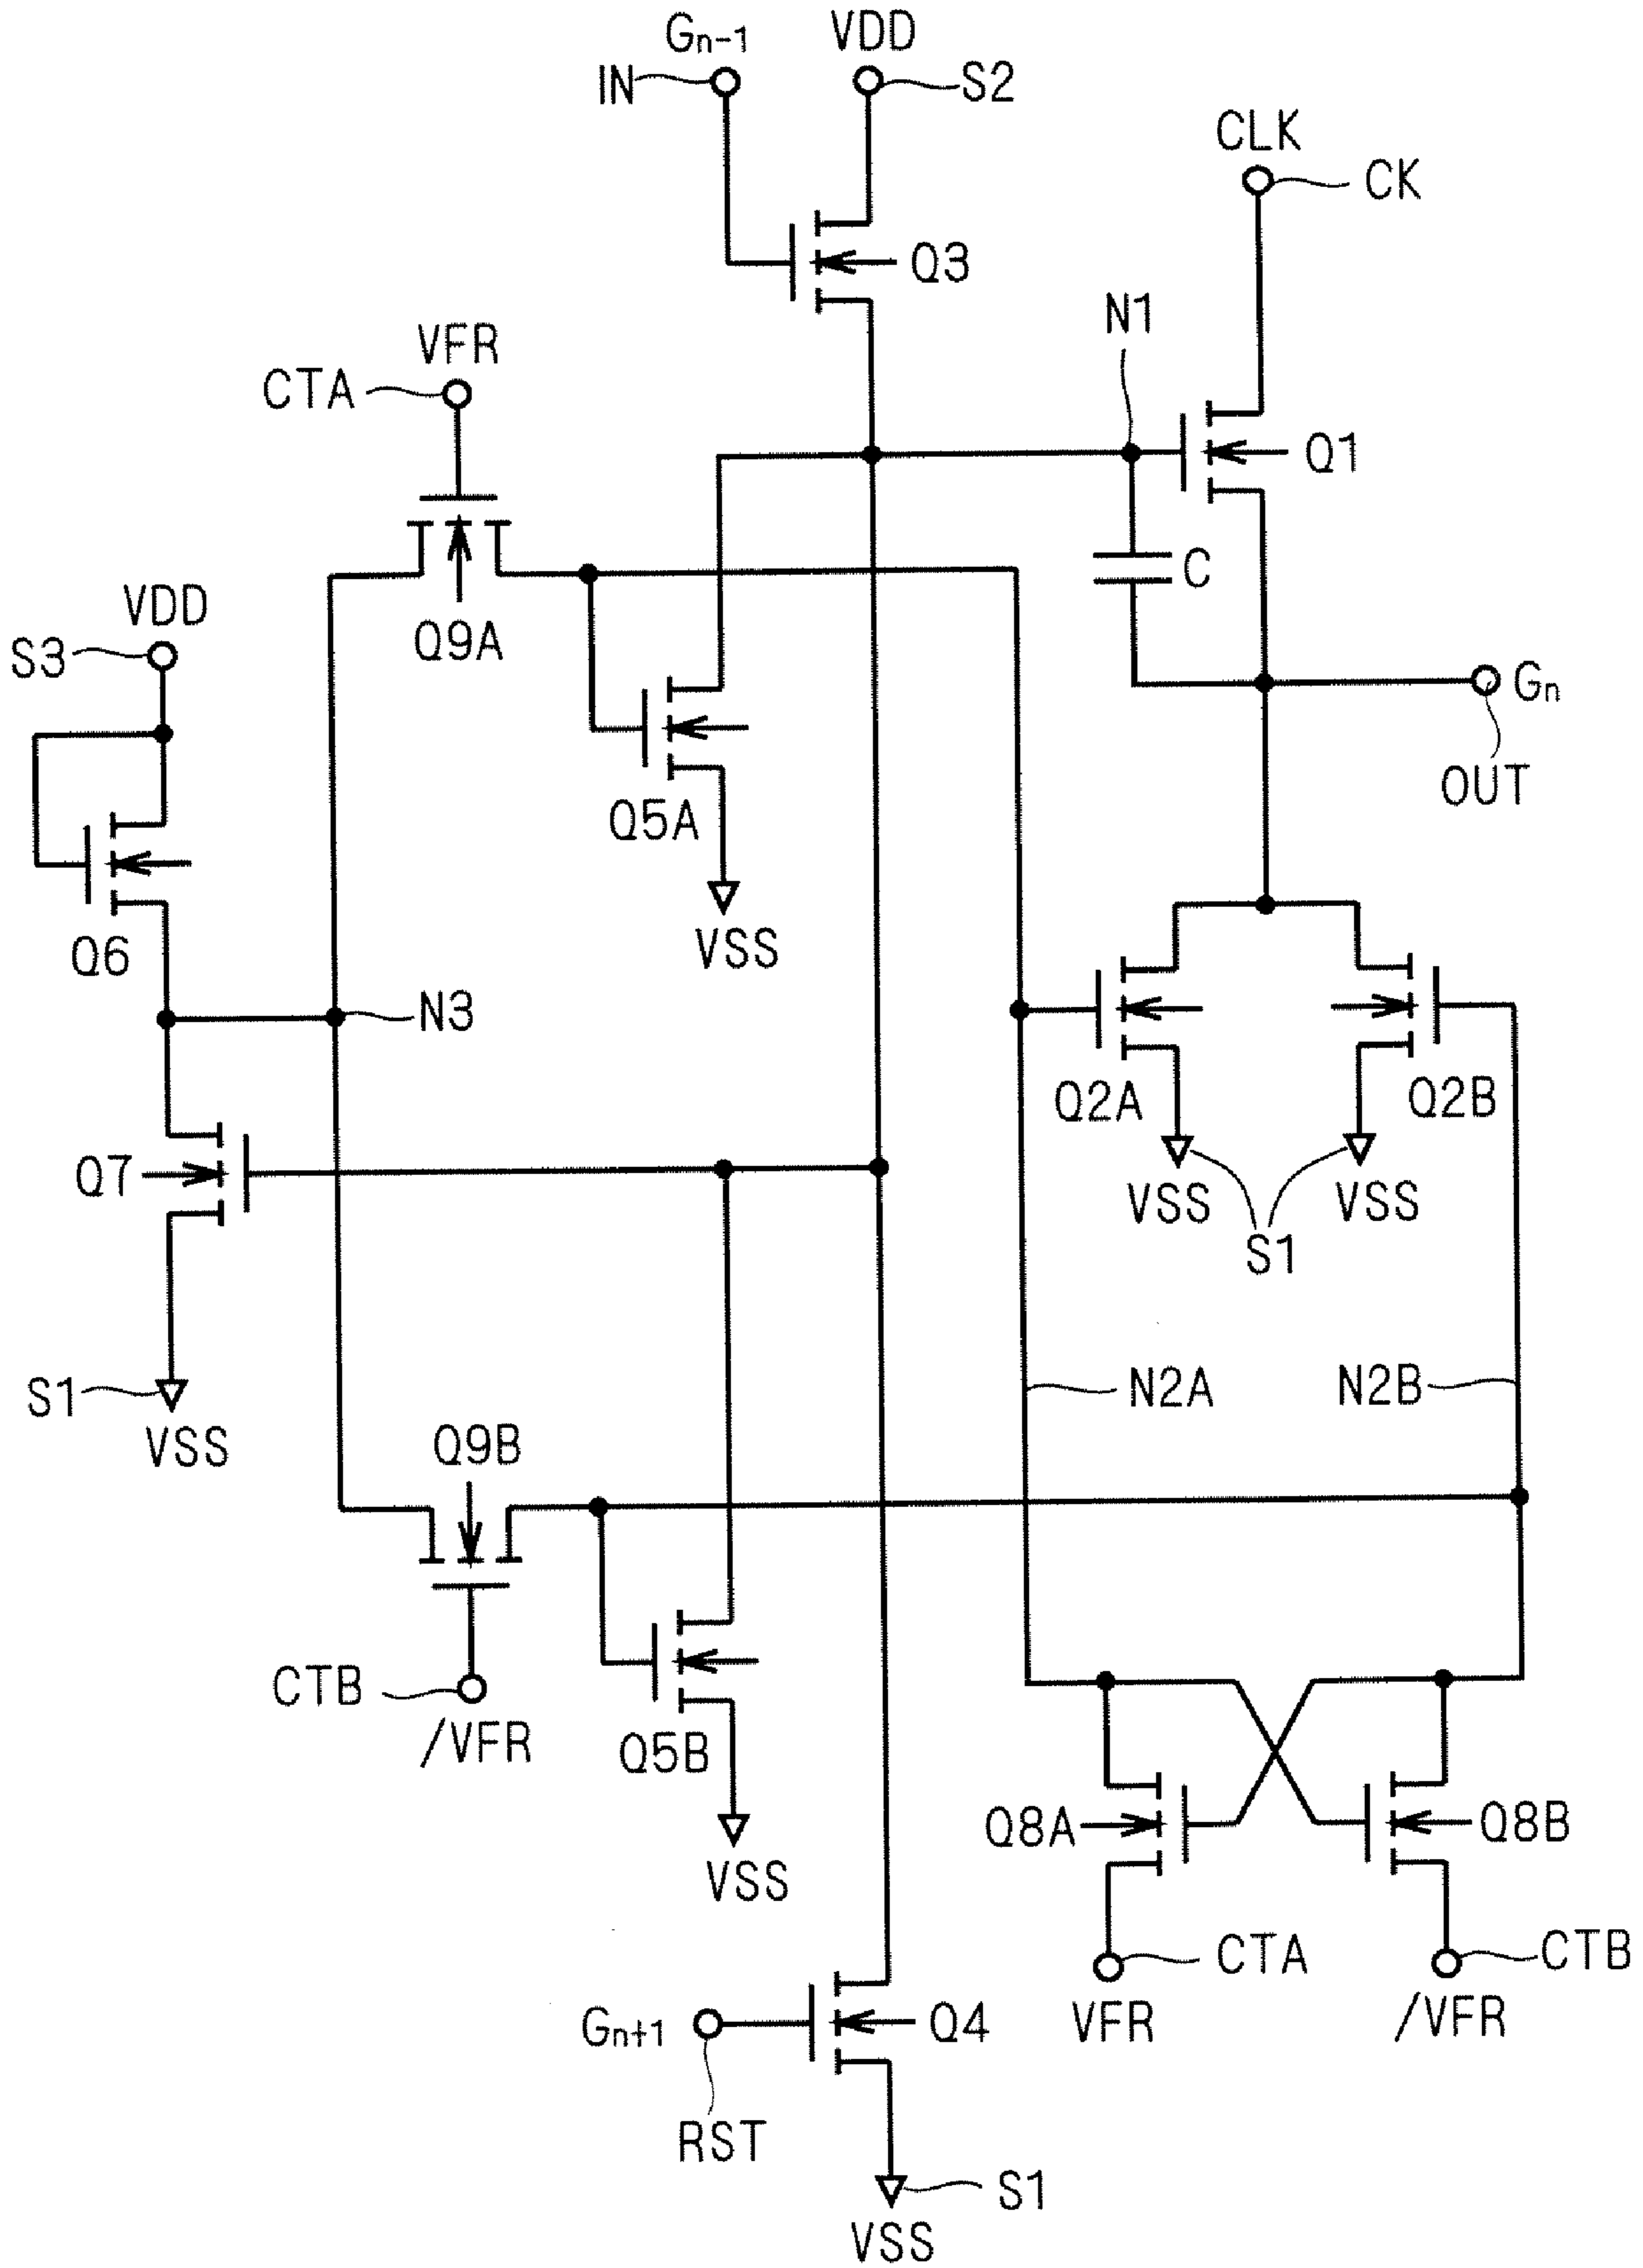 Gn-1
VDD
IN
S2
CLK
CK
Q3
N1
VFR
CTA
Q1
C
VDD
Q9A
S3
Gn
OUT
Q5A
VSS
Q6
N3
Q2A
Q2B
Q7
VSS
VSS
S1
S1
N2A
N2B
VSS
Q9B
CTB
/VFR
Q5B
Q8A
Q8B
VSS
CTA
CTB
Gn+1
Q4
VFR
/VFR
RST
S1
VSS